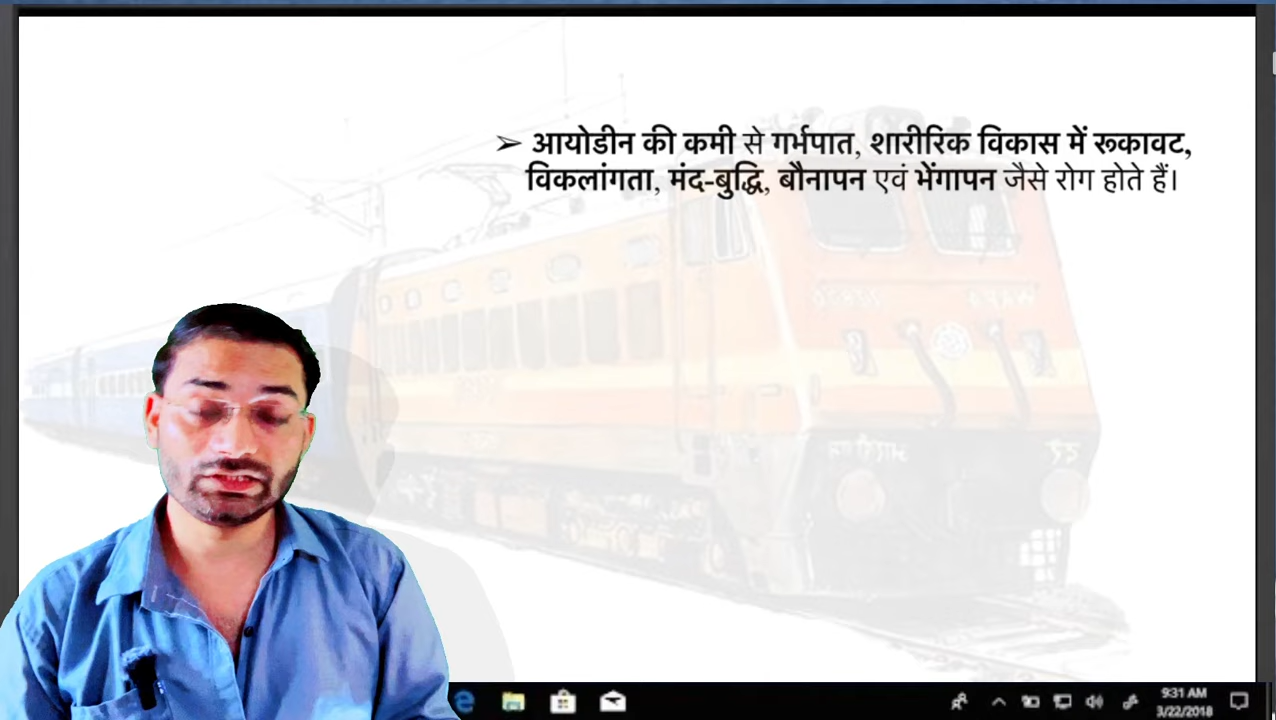 ➢ आयोडीन की कमी से गर्भपात, शारीरिक विकास में रूकावट,
विकलांगता, मंद-बुद्धि, बौनापन एवं भेंगापन जैसे रोग होते हैं।
9:31 AM
3/22/2018